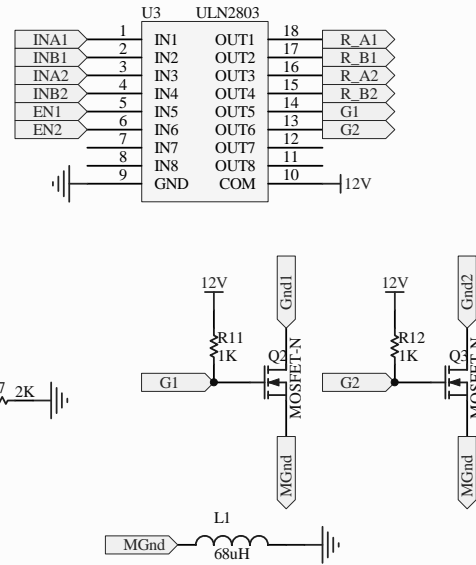 U3 ULN2803
INA1 1 IN1 OUT1 18 R_A1
INB1 2 IN2 OUT2 17 R_B1
INA2 3 IN3 OUT3 16 R_A2
INB2 4 IN4 OUT4 15 R_B2
EN1 5 IN5 OUT5 14 G1
EN2 6 IN6 OUT6 13 G2
7 IN7 OUT7 12
8 IN8 OUT8 11
9 GND COM 10 12V
12V Gnd1 12V Gnd2
R11 R12
1K Q2 1K Q3
G1 MOSFET-N G2 MOSFET-N
7 2K
MGnd MGnd
L1
MGnd 68uH